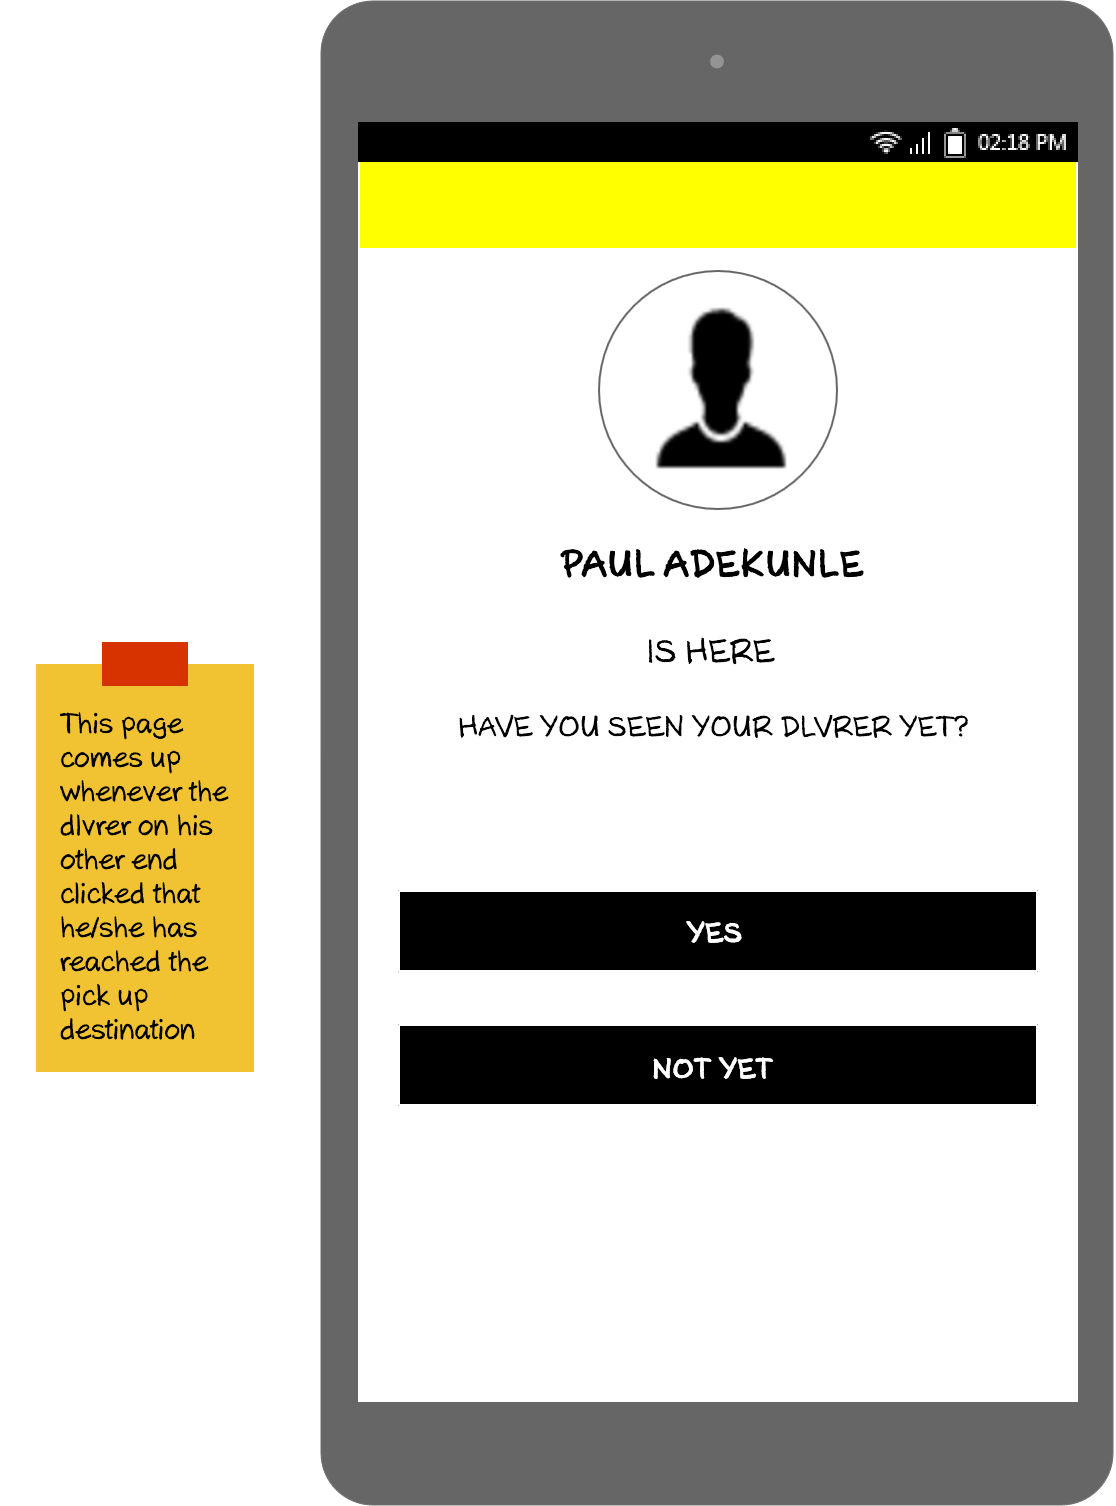 02:18 PM
PAUL ADEKUNLE
IS HERE
HAVE YOU SEEN YOUR DLVRER YET?
YES
NOT YET
This page
comes up
whenever the
dlvrer on his
other end
clicked that
he/she has
reached the
pick up
destination